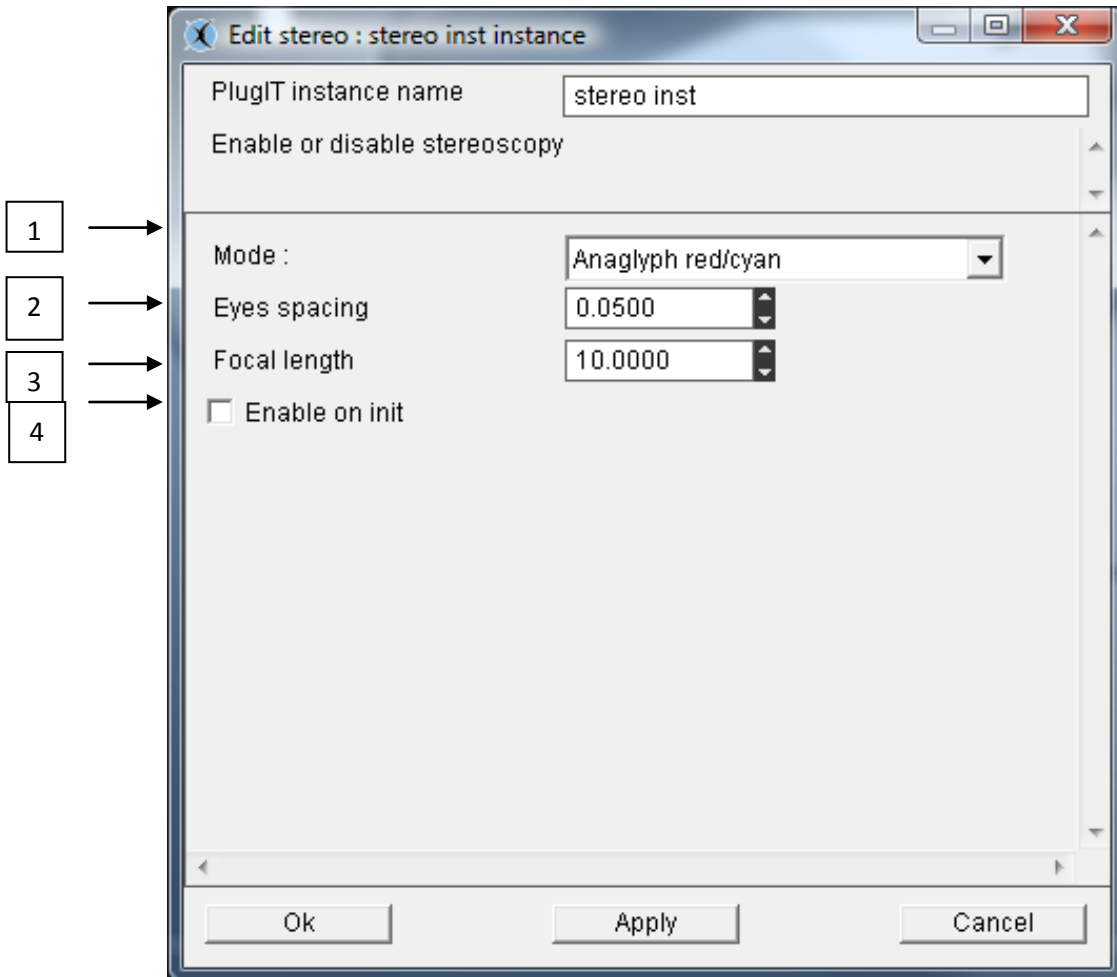 Edit stereo : stereo inst instance
PlugIT instance name
stereo inst
Enable or disable stereoscopy
1
Mode :
Anaglyph red/cyan
2
Eyes spacing
0.0500
3
Focal length
10.0000
4
Enable on init
Ok
Apply
Cancel